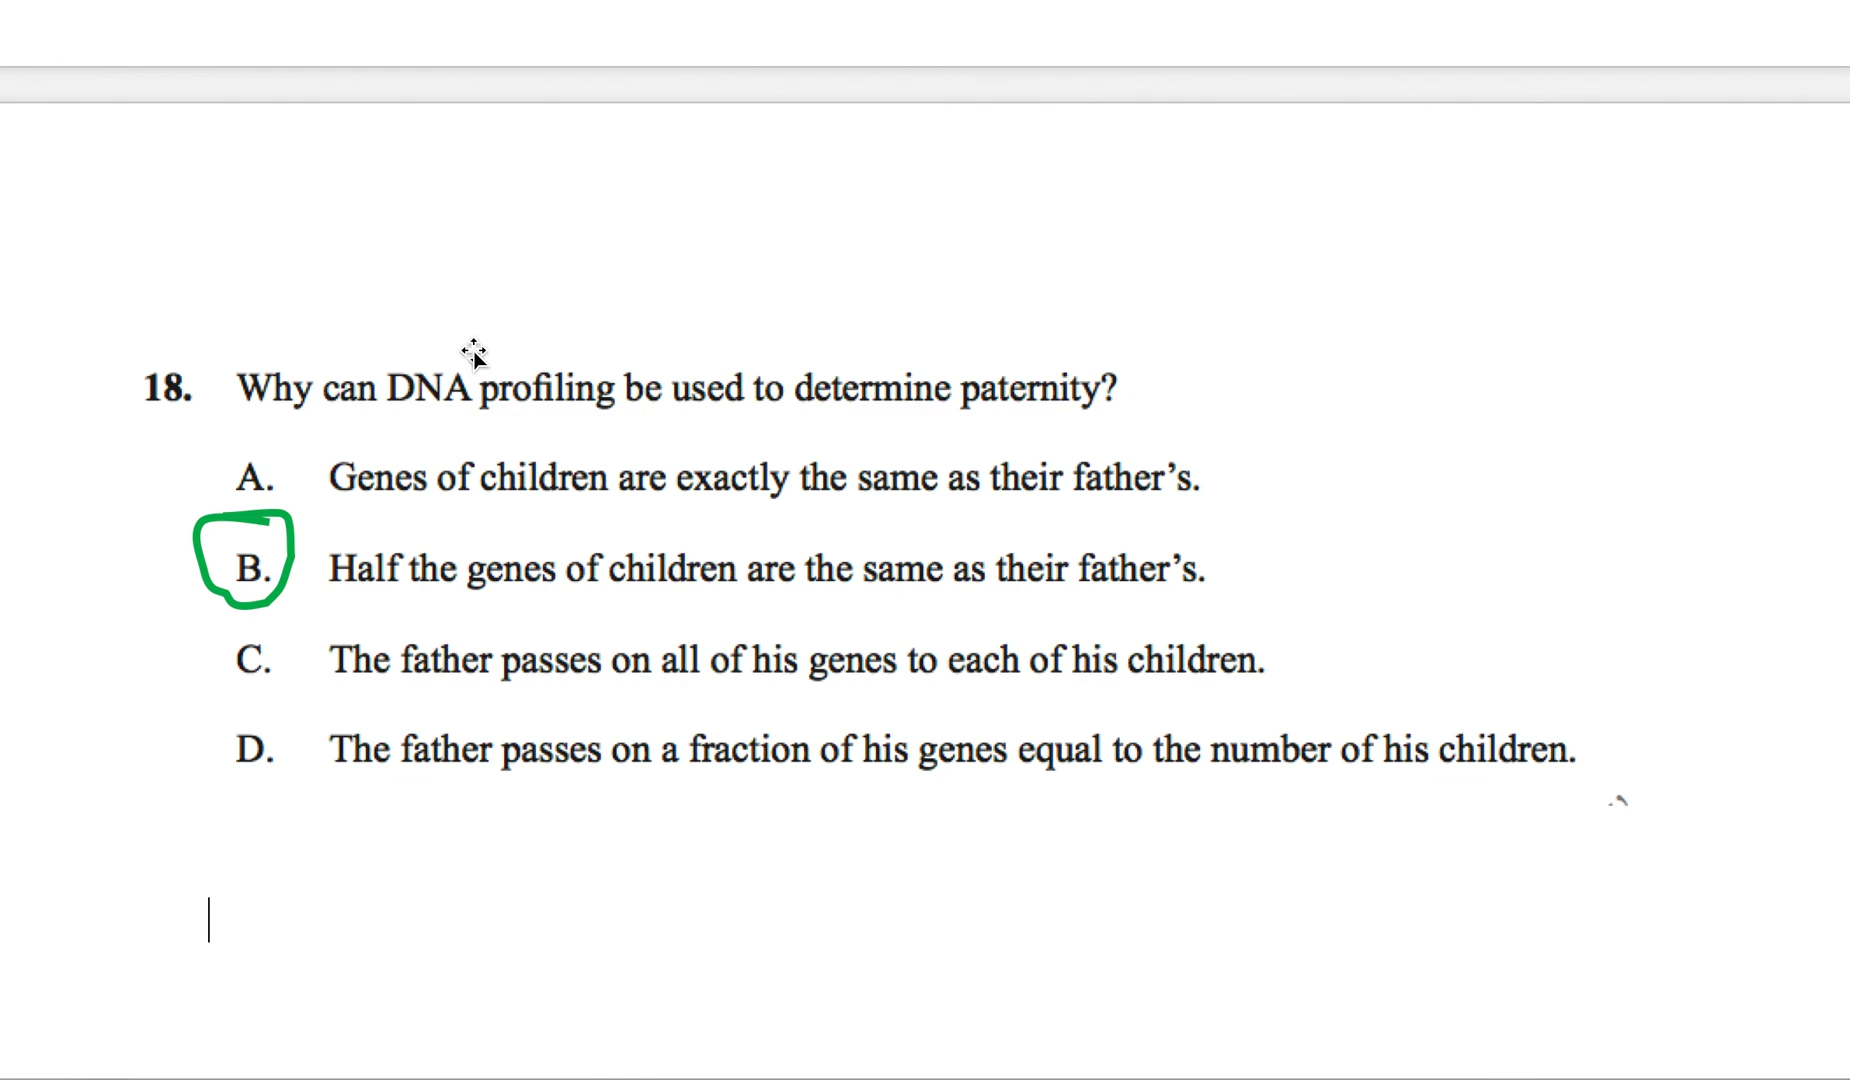 18. Why can DNA profiling be used to determine paternity?
A. Genes of children are exactly the same as their father’s.
B. Half the genes of children are the same as their father’s.
C. The father passes on all of his genes to each of his children.
D. The father passes on a fraction of his genes equal to the number of his children.